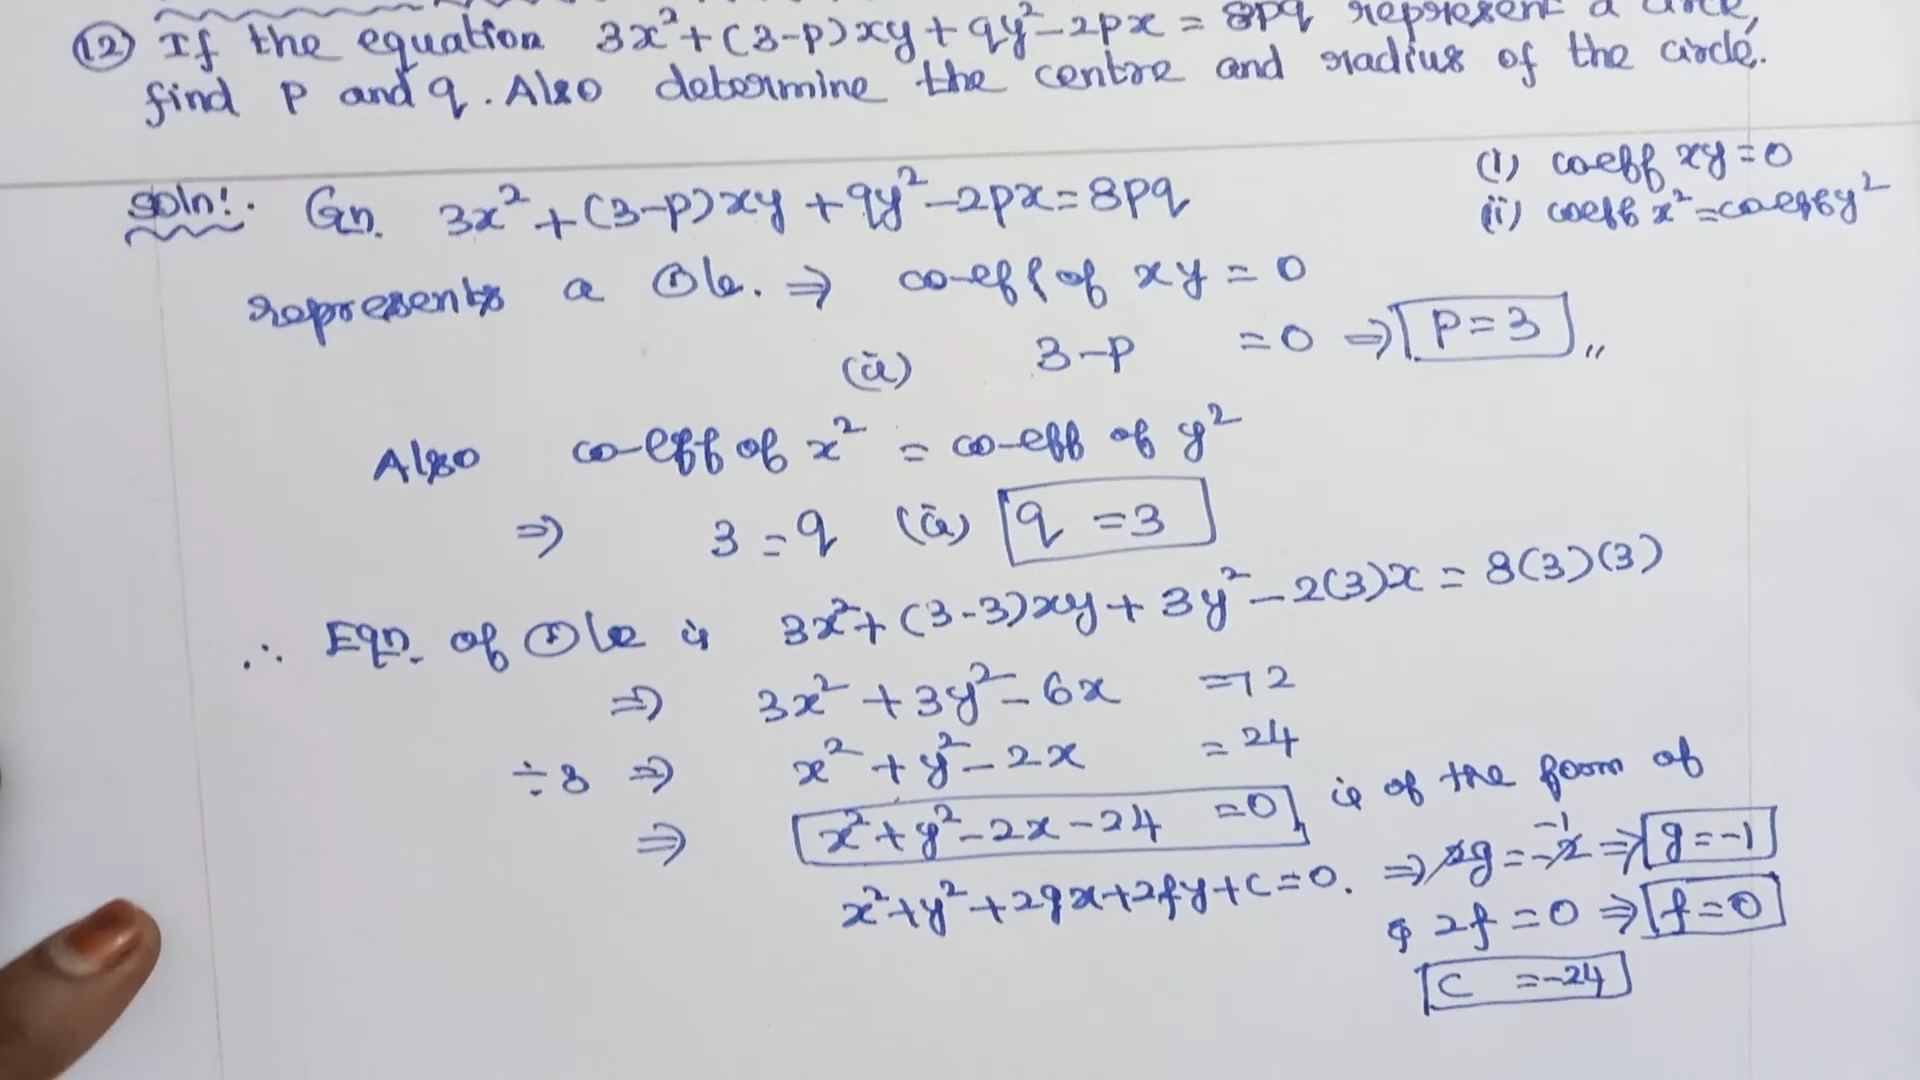 (12) If the equation 3x²+(3-p)xy+qy²-2px = 8pq represent a circle,
find p and q. Also determine the centre and radius of the circle.
(i) coeff xy=0
(ii) coeff x²=coeff y²
Soln:. Gn. 3x²+(3-p)xy+qy²-2px=8pq
represents a Ole. ⇒ co-eff of xy = 0
(ie) 3-p =0 ⇒ P=3 ,,
Also co-eff of x² = co-eff of y²
⇒ 3=q (ie) q =3
∴ Eqn. of Ole is 3x²+(3-3)xy+3y²-2(3)x = 8(3)(3)
⇒ 3x²+3y²-6x =72
÷3 ⇒ x²+y²-2x =24
⇒ x²+y²-2x-24 =0 is of the form of
x²+y²+2gx+2fy+c=0. ⇒ 2g=-2 -1 ⇒ g=-1
& 2f=0 ⇒ f=0
C =-24